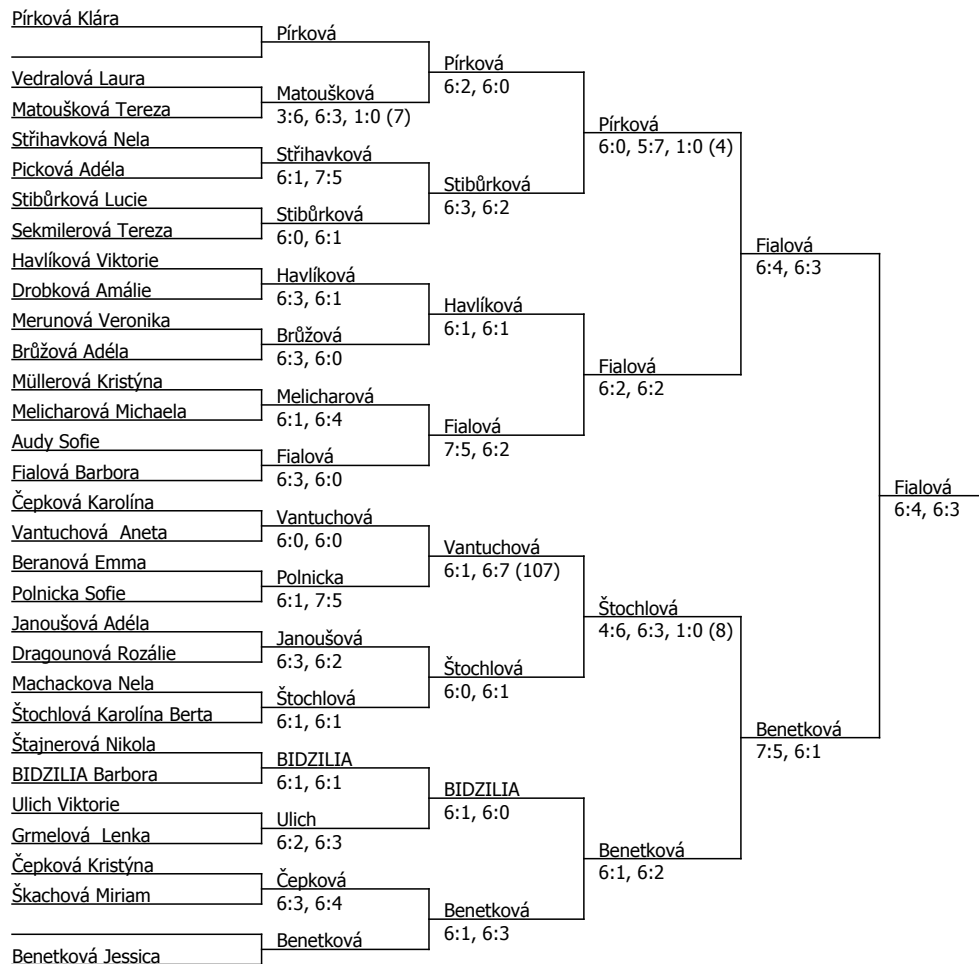 Pírková Klára
Pírková
Pírková
6:2, 6:0
Vedralová Laura
Matoušková
3:6, 6:3, 1:0 (7)
Matoušková Tereza
Pírková
6:0, 5:7, 1:0 (4)
Střihavková Nela
Střihavková
6:1, 7:5
Picková Adéla
Stibůrková
6:3, 6:2
Stibůrková Lucie
Stibůrková
6:0, 6:1
Sekmilerová Tereza
Fialová
6:4, 6:3
Havlíková Viktorie
Havlíková
6:3, 6:1
Drobková Amálie
Havlíková
6:1, 6:1
Merunová Veronika
Brůžová
6:3, 6:0
Brůžová Adéla
Fialová
6:2, 6:2
Müllerová Kristýna
Melicharová
6:1, 6:4
Melicharová Michaela
Fialová
7:5, 6:2
Audy Sofie
Fialová
6:3, 6:0
Fialová Barbora
Fialová
6:4, 6:3
Čepková Karolína
Vantuchová
6:0, 6:0
Vantuchová  Aneta
Vantuchová
6:1, 6:7 (107)
Beranová Emma
Polnicka
6:1, 7:5
Polnicka Sofie
Štochlová
4:6, 6:3, 1:0 (8)
Janoušová Adéla
Janoušová
6:3, 6:2
Dragounová Rozálie
Štochlová
6:0, 6:1
Machackova Nela
Štochlová
6:1, 6:1
Štochlová Karolína Berta
Benetková
7:5, 6:1
Štajnerová Nikola
BIDZILIA
6:1, 6:1
BIDZILIA Barbora
BIDZILIA
6:1, 6:0
Ulich Viktorie
Ulich
6:2, 6:3
Grmelová  Lenka
Benetková
6:1, 6:2
Čepková Kristýna
Čepková
6:3, 6:4
Škachová Miriam
Benetková
6:1, 6:3
Benetková
Benetková Jessica